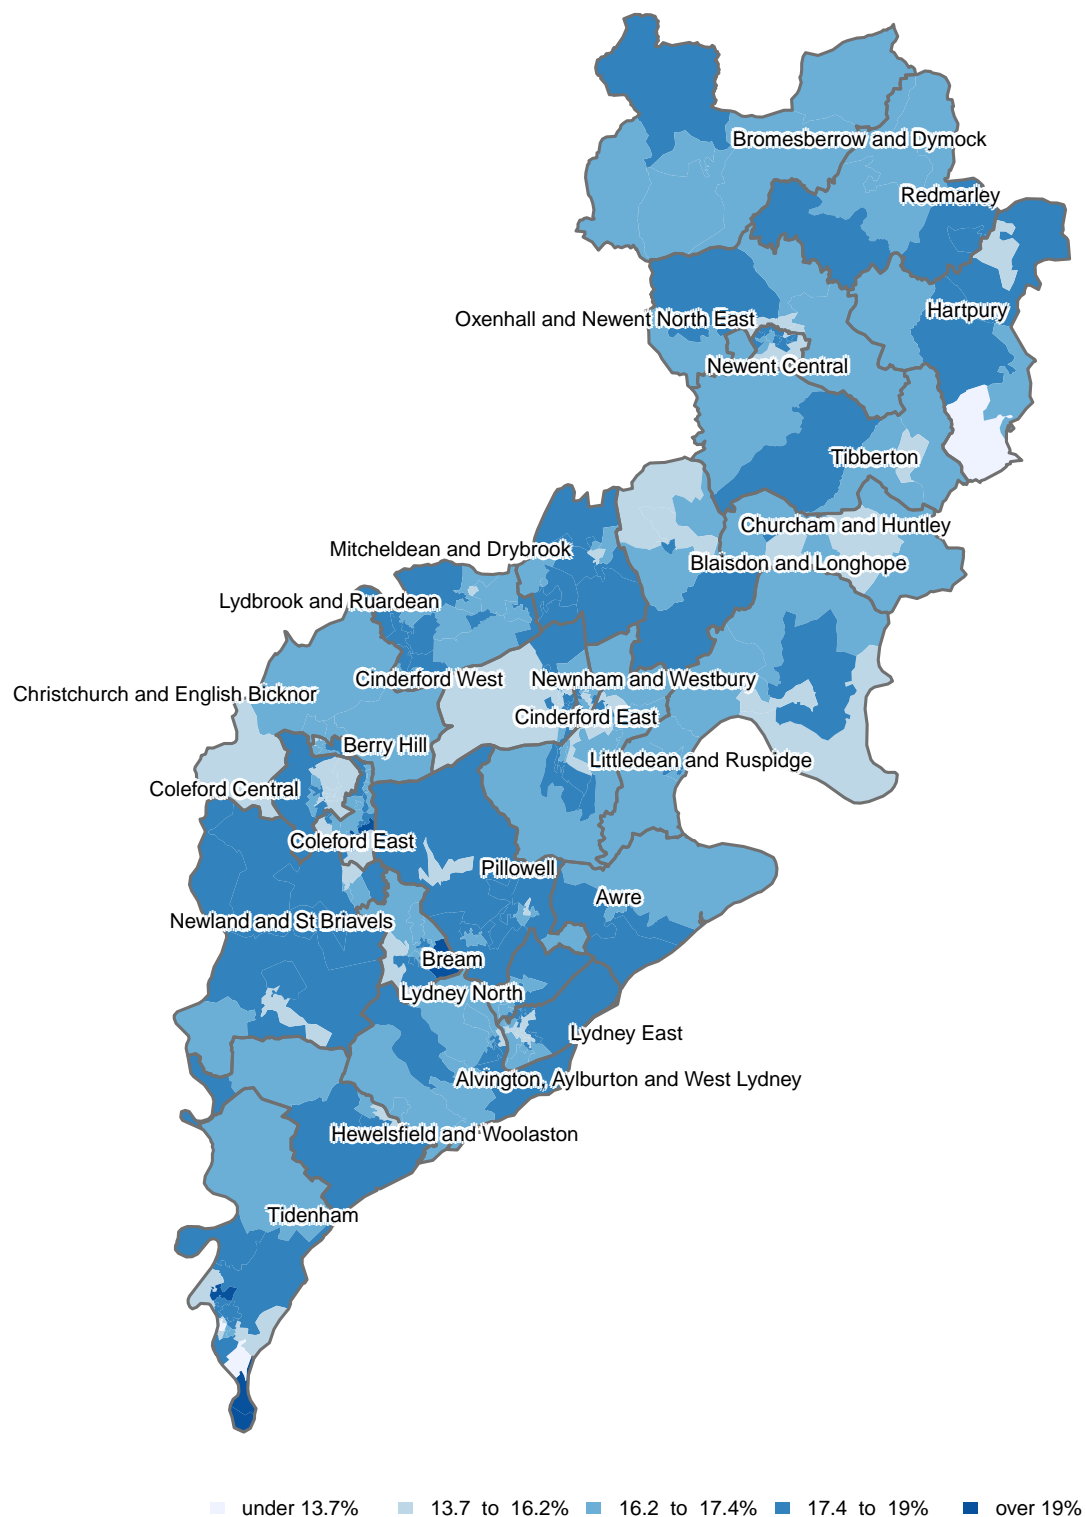 Bromesberrow and Dymock
Redmarley
Hartpury
Oxenhall and Newent North East
Newent Central
Tibberton
Churcham and Huntley
Mitcheldean and Drybrook
Blaisdon and Longhope
Lydbrook and Ruardean
Cinderford West
Newnham and Westbury
Christchurch and English Bicknor
Cinderford East
Berry Hill
Littledean and Ruspidge
Coleford Central
Coleford East
Pillowell
Awre
Newland and St Briavels
Bream
Lydney North
Lydney East
Alvington, Aylburton and West Lydney
Hewelsfield and Woolaston
Tidenham
under 13.7% 13.7 to 16.2% 16.2 to 17.4% 17.4 to 19% over 19%